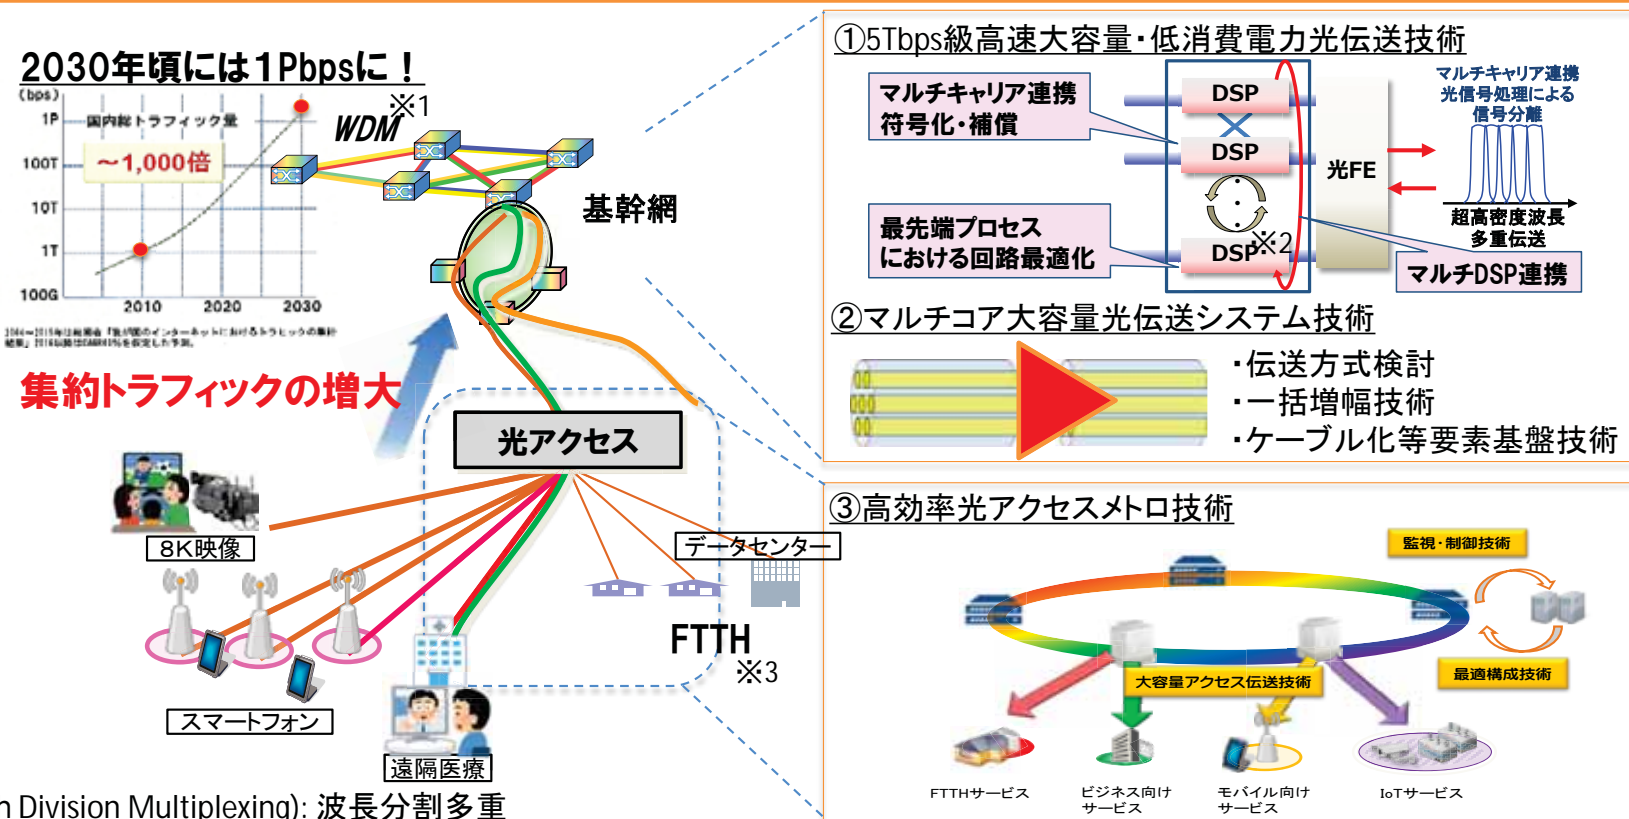 2030年頃には1Pbpsに！
(bps)
1P
100T
10T
1T
100G
国内総トラフィック量
～1,000倍
2010
2020
2030
WDM※1
基幹網
集約トラフィックの増大
光アクセス
8K映像
スマートフォン
遠隔医療
データセンター
FTTH
※3
n Division Multiplexing): 波長分割多重
①5Tbps級高速大容量・低消費電力光伝送技術
マルチキャリア連携
符号化・補償
最先端プロセス
における回路最適化
DSP
DSP
DSP※2
光FE
マルチキャリア連携
光信号処理による
信号分離
超高密度波長
多重伝送
マルチDSP連携
②マルチコア大容量光伝送システム技術
・伝送方式検討
・一括増幅技術
・ケーブル化等要素基盤技術
③高効率光アクセスメトロ技術
監視・制御技術
最適構成技術
大容量アクセス伝送技術
FTTHサービス
ビジネス向け
サービス
モバイル向け
サービス
IoTサービス